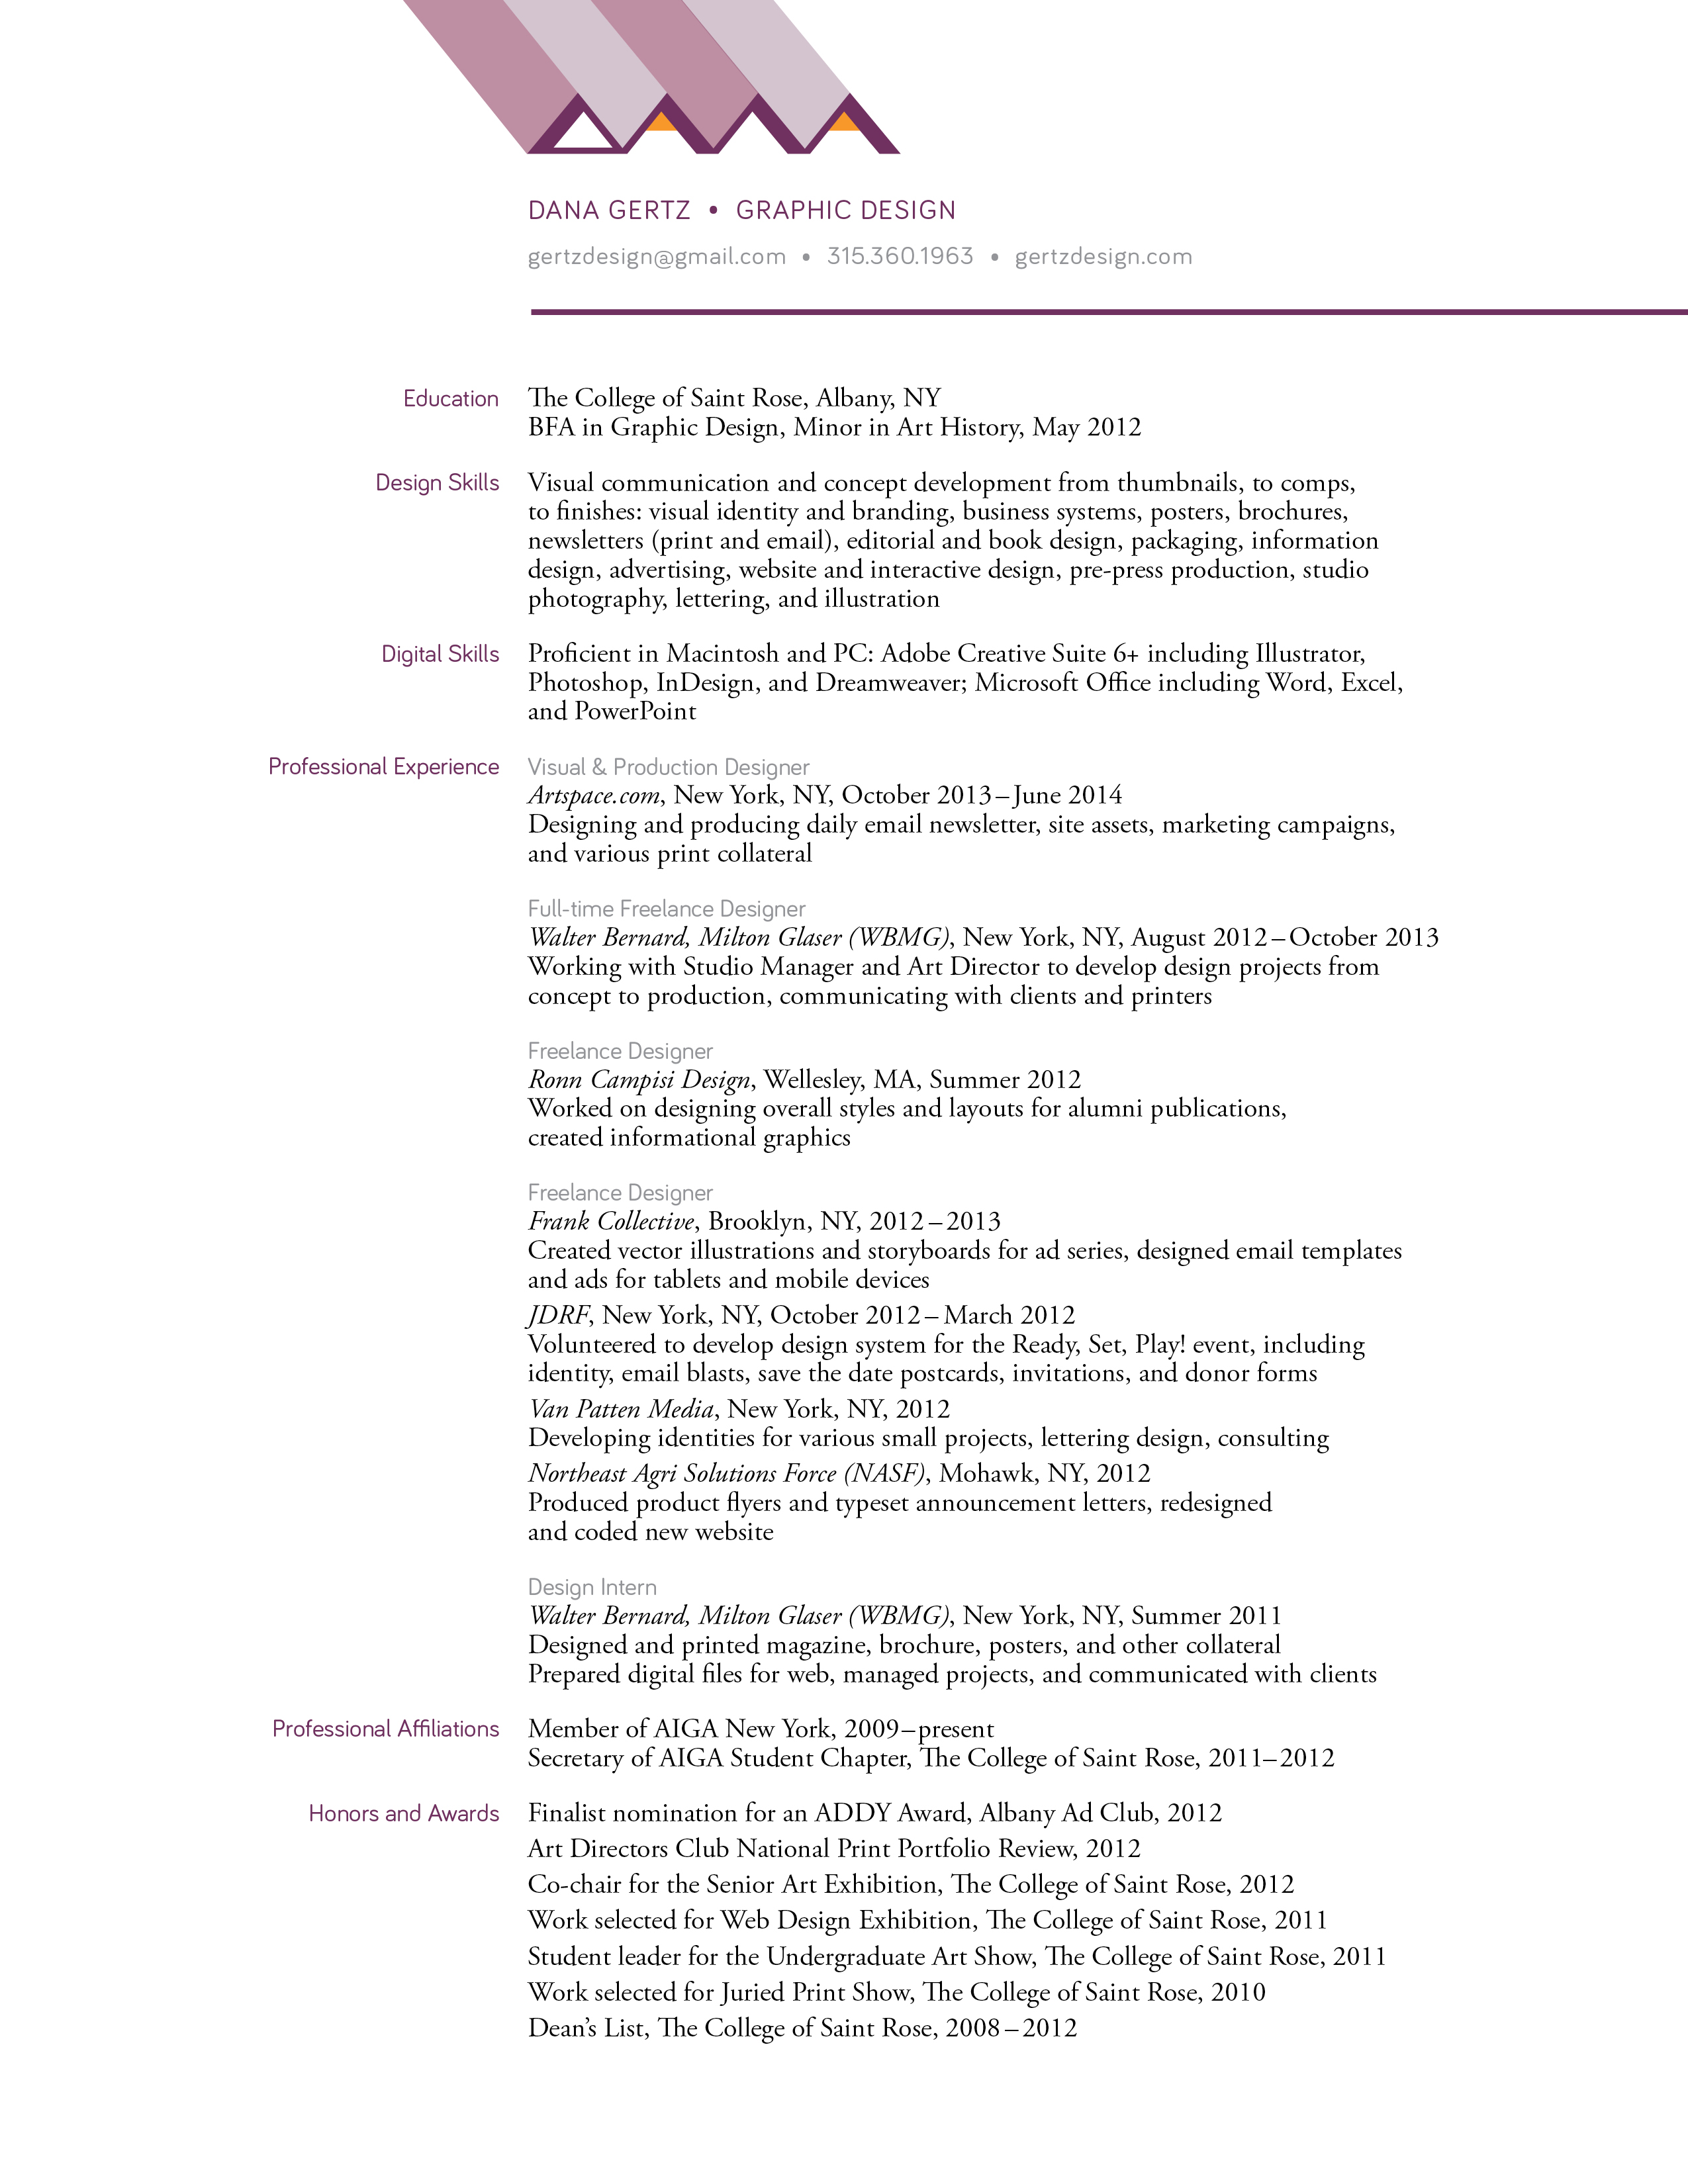 DANA
DANA GERTZ • GRAPHIC DESIGN
gertzdesign@gmail.com • 315.360.1963 • gertzdesign.com
Education
The College of Saint Rose, Albany, NY
BFA in Graphic Design, Minor in Art History, May 2012
Design Skills
Visual communication and concept development from thumbnails, to comps,
to finishes: visual identity and branding, business systems, posters, brochures,
newsletters (print and email), editorial and book design, packaging, information
design, advertising, website and interactive design, pre-press production, studio
photography, lettering, and illustration
Digital Skills
Proficient in Macintosh and PC: Adobe Creative Suite 6+ including Illustrator,
Photoshop, InDesign, and Dreamweaver; Microsoft Office including Word, Excel,
and PowerPoint
Professional Experience
Visual & Production Designer
Artspace.com, New York, NY, October 2013–June 2014
Designing and producing daily email newsletter, site assets, marketing campaigns,
and various print collateral
Full-time Freelance Designer
Walter Bernard, Milton Glaser (WBMG), New York, NY, August 2012–October 2013
Working with Studio Manager and Art Director to develop design projects from
concept to production, communicating with clients and printers
Freelance Designer
Ronn Campisi Design, Wellesley, MA, Summer 2012
Worked on designing overall styles and layouts for alumni publications,
created informational graphics
Freelance Designer
Frank Collective, Brooklyn, NY, 2012–2013
Created vector illustrations and storyboards for ad series, designed email templates
and ads for tablets and mobile devices
JDRF, New York, NY, October 2012–March 2012
Volunteered to develop design system for the Ready, Set, Play! event, including
identity, email blasts, save the date postcards, invitations, and donor forms
Van Patten Media, New York, NY, 2012
Developing identities for various small projects, lettering design, consulting
Northeast Agri Solutions Force (NASF), Mohawk, NY, 2012
Produced product flyers and typeset announcement letters, redesigned
and coded new website
Design Intern
Walter Bernard, Milton Glaser (WBMG), New York, NY, Summer 2011
Designed and printed magazine, brochure, posters, and other collateral
Prepared digital files for web, managed projects, and communicated with clients
Professional Affiliations
Member of AIGA New York, 2009–present
Secretary of AIGA Student Chapter, The College of Saint Rose, 2011–2012
Honors and Awards
Finalist nomination for an ADDY Award, Albany Ad Club, 2012
Art Directors Club National Print Portfolio Review, 2012
Co-chair for the Senior Art Exhibition, The College of Saint Rose, 2012
Work selected for Web Design Exhibition, The College of Saint Rose, 2011
Student leader for the Undergraduate Art Show, The College of Saint Rose, 2011
Work selected for Juried Print Show, The College of Saint Rose, 2010
Dean's List, The College of Saint Rose, 2008–2012